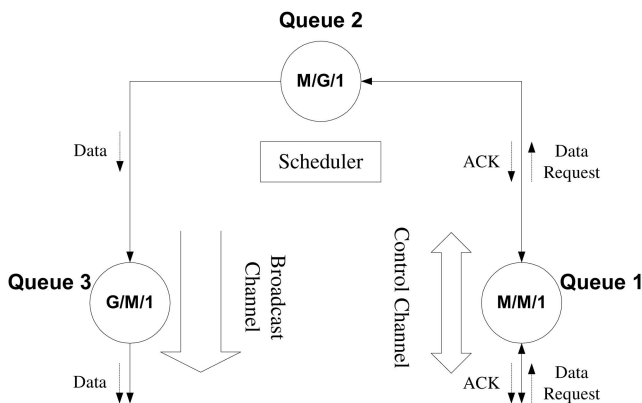 Queue 2
M/G/1
Data
Scheduler
ACK
Data
Request
Broadcast
Channel
Control Channel
Queue 3
G/M/1
Queue 1
M/M/1
Data
ACK
Data
Request